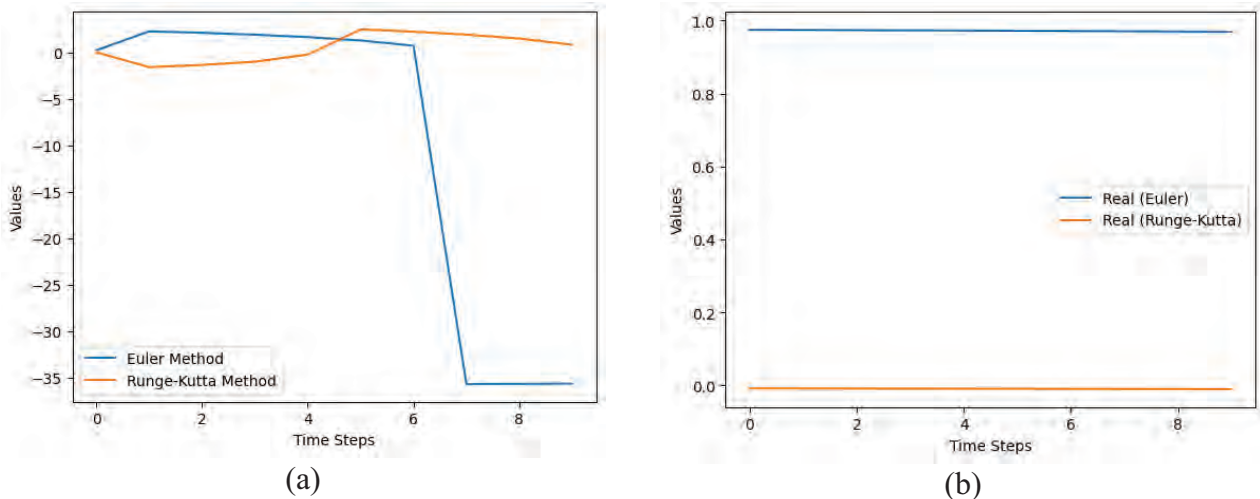 0
−5
−10
−15
−20
−25
−30
−35
Values
Euler Method
Runge-Kutta Method
0 2 4 6 8
Time Steps
(a)
1.0
0.8
0.6
0.4
0.2
0.0
Values
Real (Euler)
Real (Runge-Kutta)
0 2 4 6 8
Time Steps
(b)